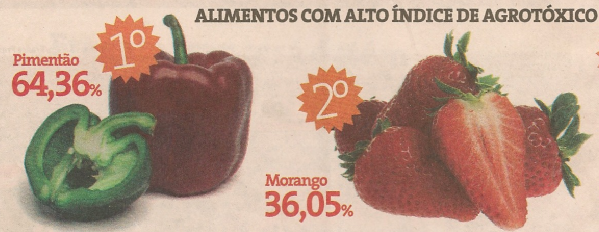 ALIMENTOS COM ALTO ÍNDICE DE AGROTÓXICO
1º
Pimentão
64,36%
2º
Morango
36,05%